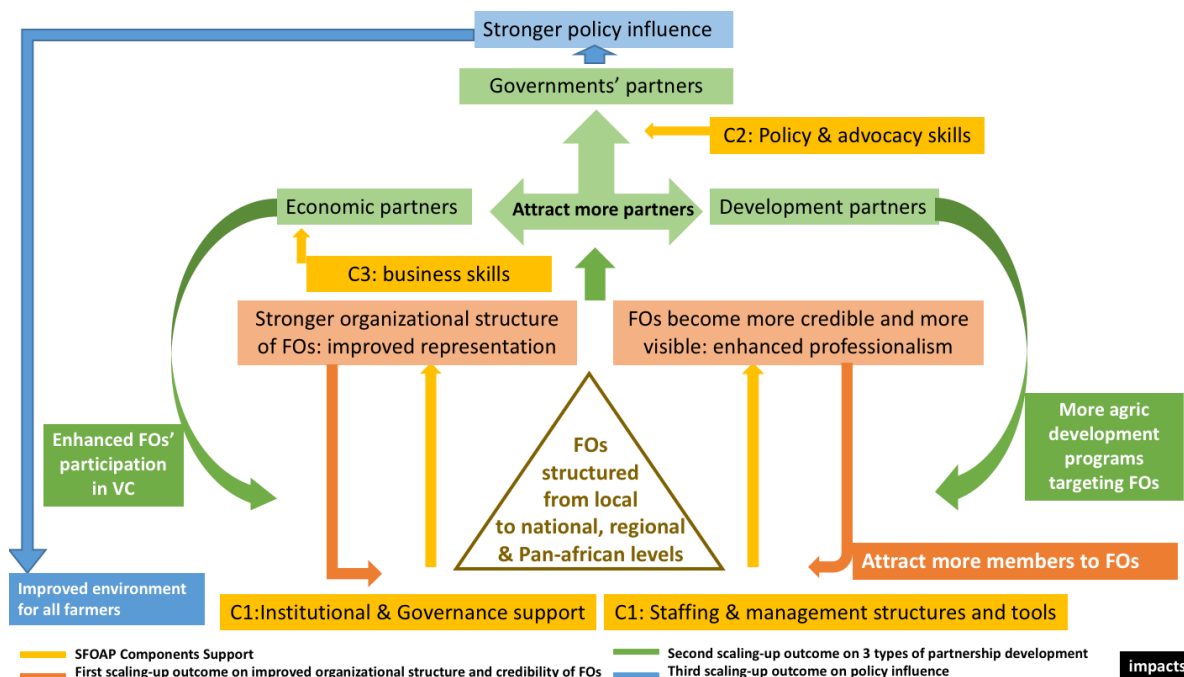 Stronger policy influence
Governments' partners
C2: Policy & advocacy skills
Economic partners
Attract more partners
Development partners
C3: business skills
Stronger organizational structure
of FOs: improved representation
FOs become more credible and more
visible: enhanced professionalism
Enhanced FOs'
participation
in VC
FOs
structured
from local
to national, regional
& Pan-african levels
More agric
development
programs
targeting FOs
Attract more members to FOs
Improved environment
for all farmers
C1:Institutional & Governance support
C1: Staffing & management structures and tools
SFOAP Components Support
First scaling-up outcome on improved organizational structure and credibility of FOs
Second scaling-up outcome on 3 types of partnership development
Third scaling-up outcome on policy influence
impacts